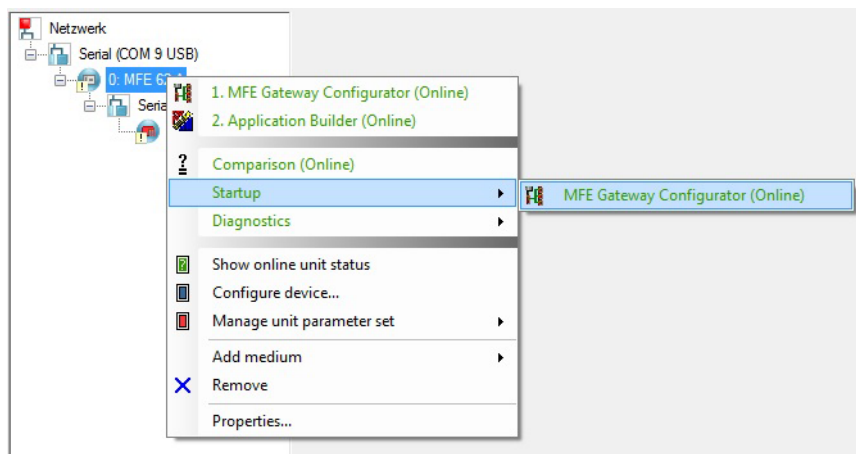 Netzwerk
Serial (COM 9 USB)
0: MFE 62
Seria
1. MFE Gateway Configurator (Online)
2. Application Builder (Online)
Comparison (Online)
Startup
MFE Gateway Configurator (Online)
Diagnostics
Show online unit status
Configure device...
Manage unit parameter set
Add medium
Remove
Properties...